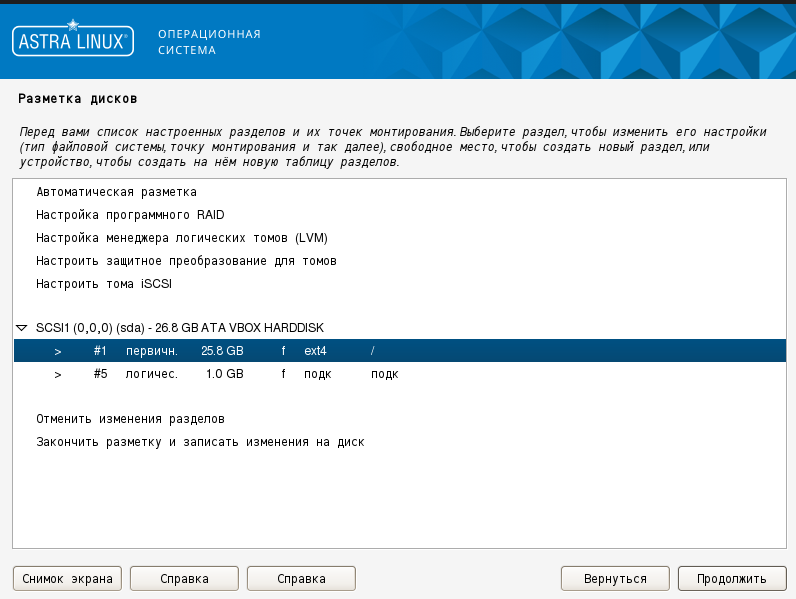 ASTRA LINUX®
ОПЕРАЦИОННАЯ
СИСТЕМА
Разметка дисков
Перед вами список настроенных разделов и их точек монтирования. Выберите раздел, чтобы изменить его настройки
(тип файловой системы, точку монтирования и так далее), свободное место, чтобы создать новый раздел, или
устройство, чтобы создать на нём новую таблицу разделов.
Автоматическая разметка
Настройка программного RAID
Настройка менеджера логических томов (LVM)
Настроить защитное преобразование для томов
Настроить тома iSCSI
SCSI1 (0,0,0) (sda) - 26.8 GB ATA VBOX HARDDISK
> #1 первичн. 25.8 GB f ext4 /
> #5 логичес. 1.0 GB f подк подк
Отменить изменения разделов
Закончить разметку и записать изменения на диск
Снимок экрана Справка Справка Вернуться Продолжить